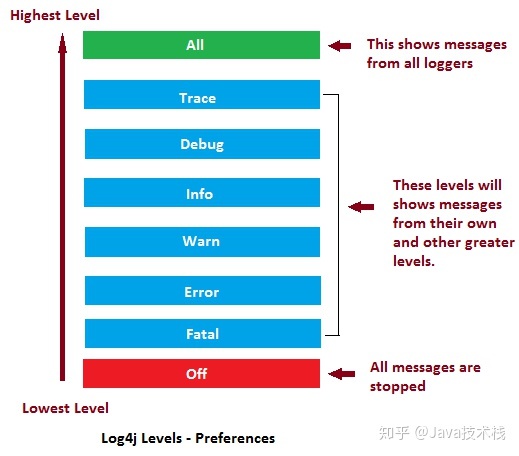 Highest Level
All
This shows messages
from all loggers
Trace
Debug
Info
Warn
Error
Fatal
These levels will
shows messages
from their own
and other greater
levels.
Off
All messages are
stopped
Lowest Level
Log4j Levels - Preferences
知乎 @Java技术栈